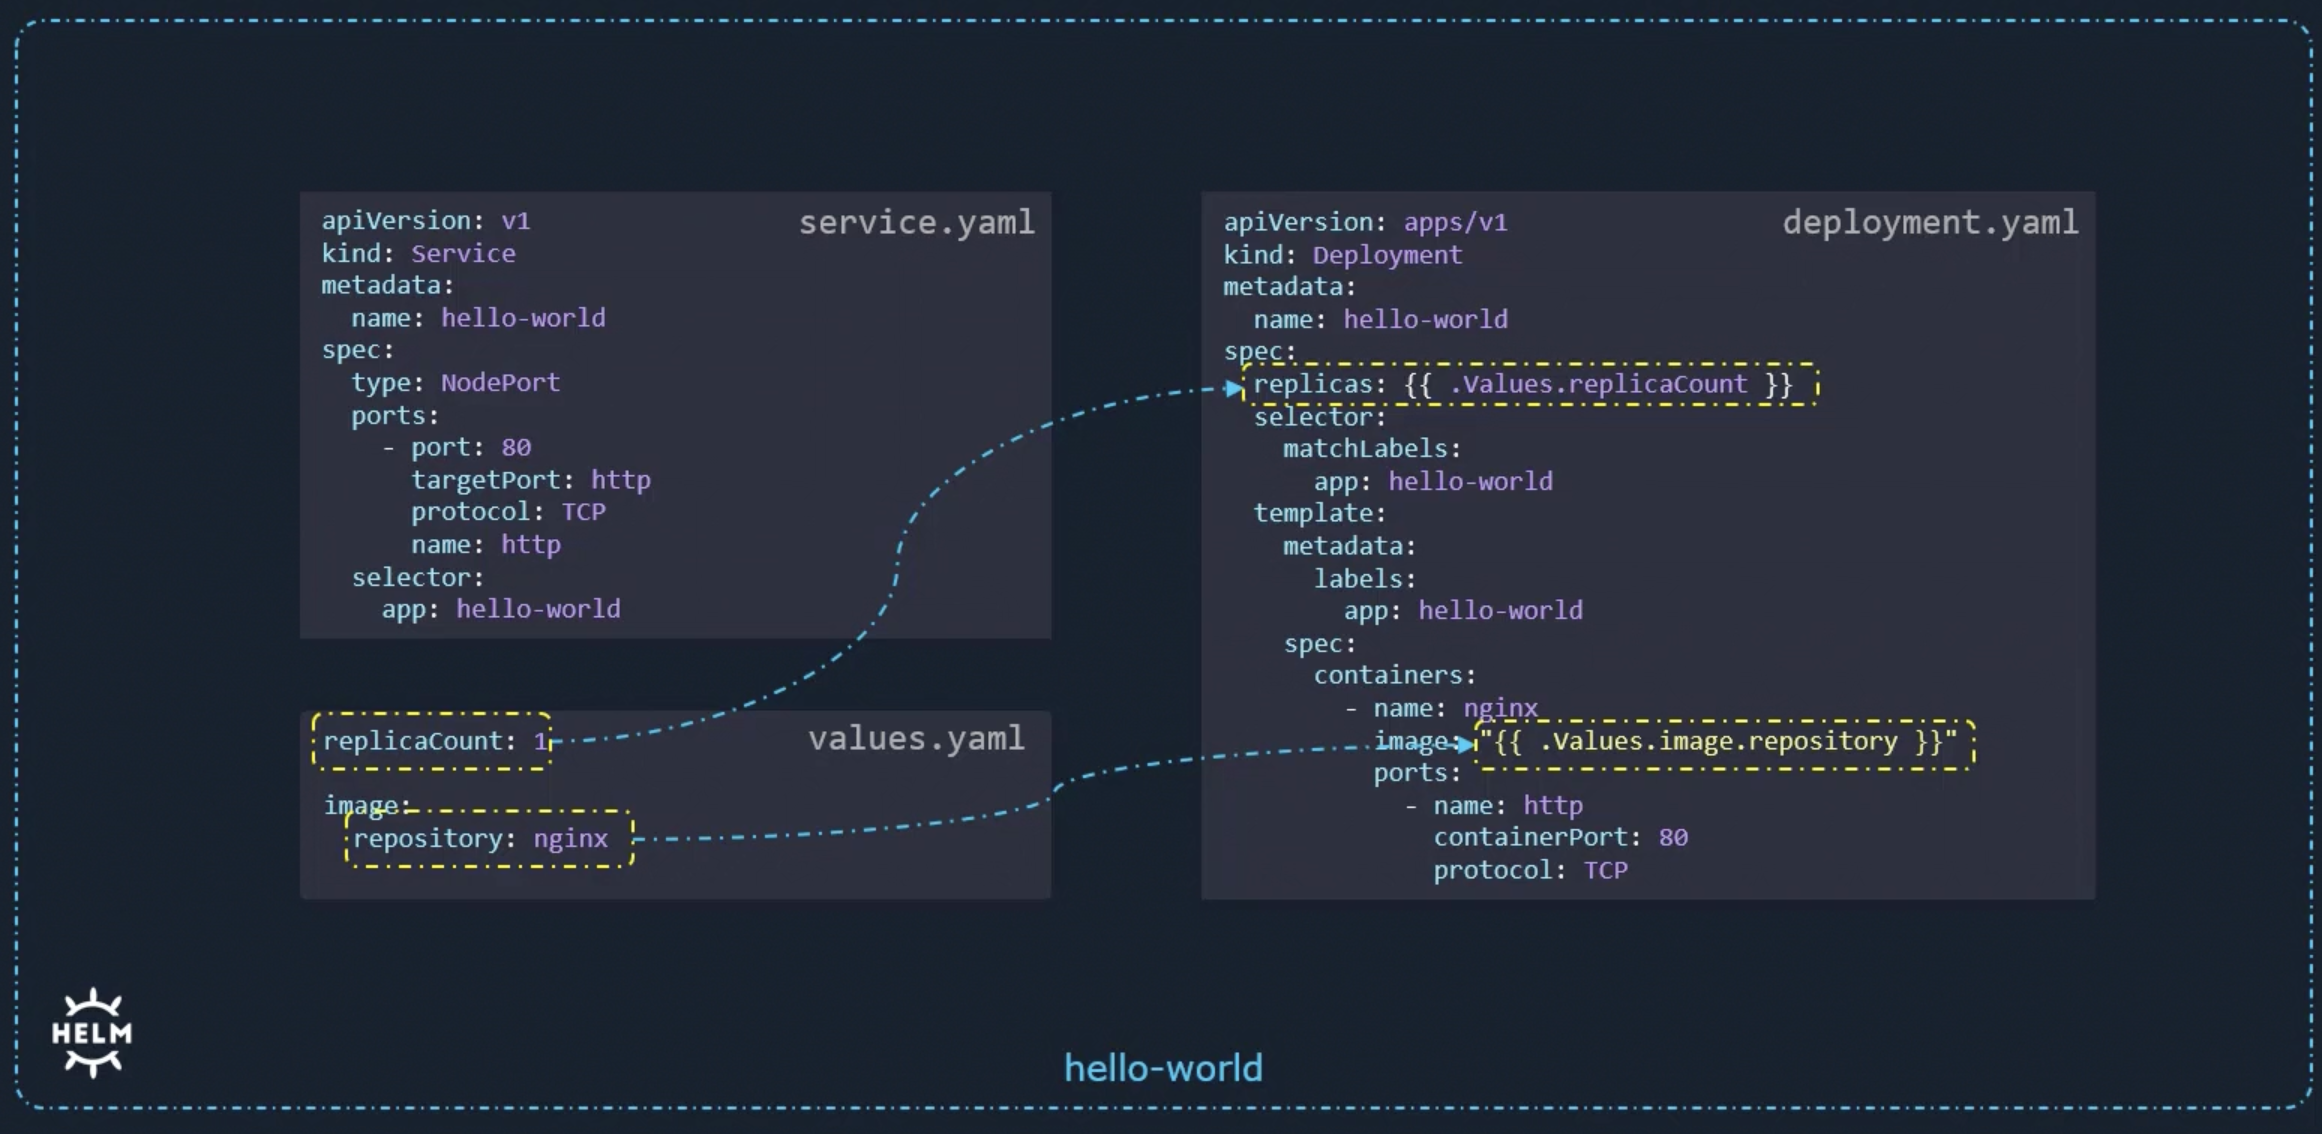 service.yaml
apiVersion: v1
kind: Service
metadata:
  name: hello-world
spec:
  type: NodePort
  ports:
    - port: 80
      targetPort: http
      protocol: TCP
      name: http
  selector:
    app: hello-world
values.yaml
replicaCount: 1
image:
  repository: nginx
deployment.yaml
apiVersion: apps/v1
kind: Deployment
metadata:
  name: hello-world
spec:
  replicas: {{ .Values.replicaCount }}
  selector:
    matchLabels:
      app: hello-world
  template:
    metadata:
      labels:
        app: hello-world
    spec:
      containers:
        - name: nginx
          image: "{{ .Values.image.repository }}"
          ports:
            - name: http
              containerPort: 80
              protocol: TCP
HELM
hello-world